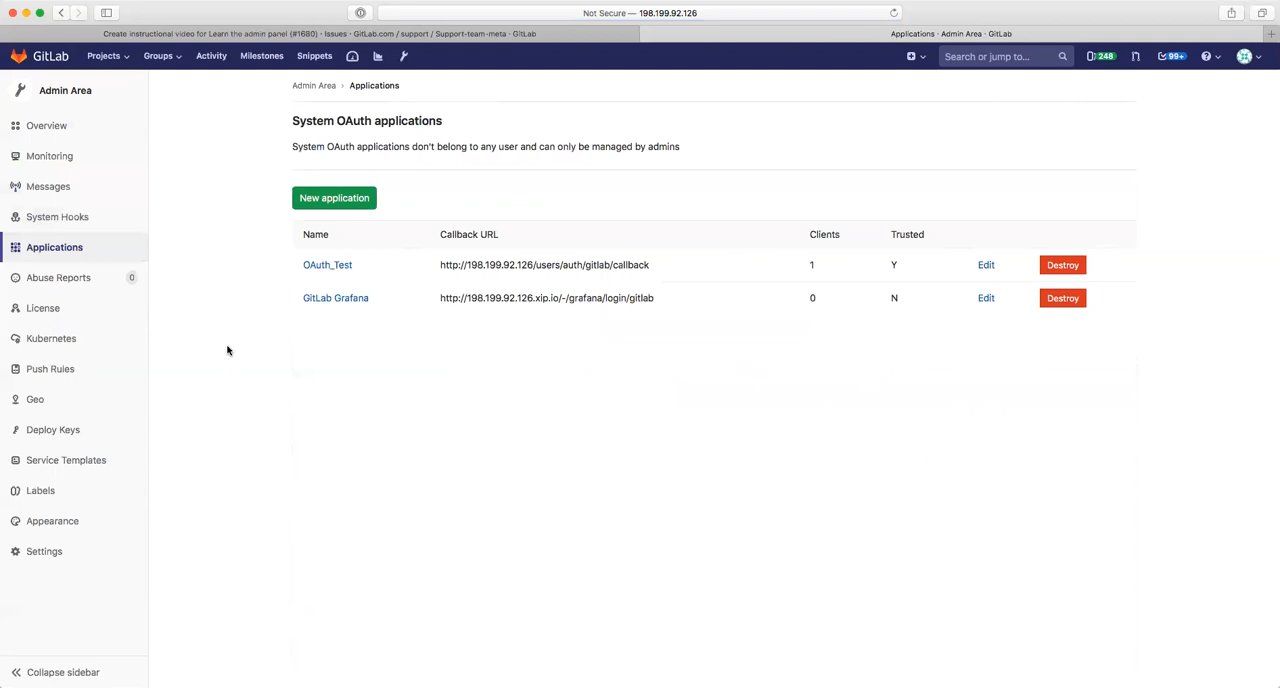 Not Secure — 198.199.92.126
Create instructional video for Learn the admin panel (#1680) · Issues · GitLab.com / support / Support-team-meta · GitLab
Applications · Admin Area · GitLab
GitLab
Projects
Groups
Activity
Milestones
Snippets
Search or jump to...
248
99+
Admin Area
Overview
Monitoring
Messages
System Hooks
Applications
Abuse Reports 0
License
Kubernetes
Push Rules
Geo
Deploy Keys
Service Templates
Labels
Appearance
Settings
Collapse sidebar
Admin Area › Applications
System OAuth applications
System OAuth applications don't belong to any user and can only be managed by admins
New application
Name Callback URL Clients Trusted
OAuth_Test http://198.199.92.126/users/auth/gitlab/callback 1 Y Edit Destroy
GitLab Grafana http://198.199.92.126.xip.io/-/grafana/login/gitlab 0 N Edit Destroy